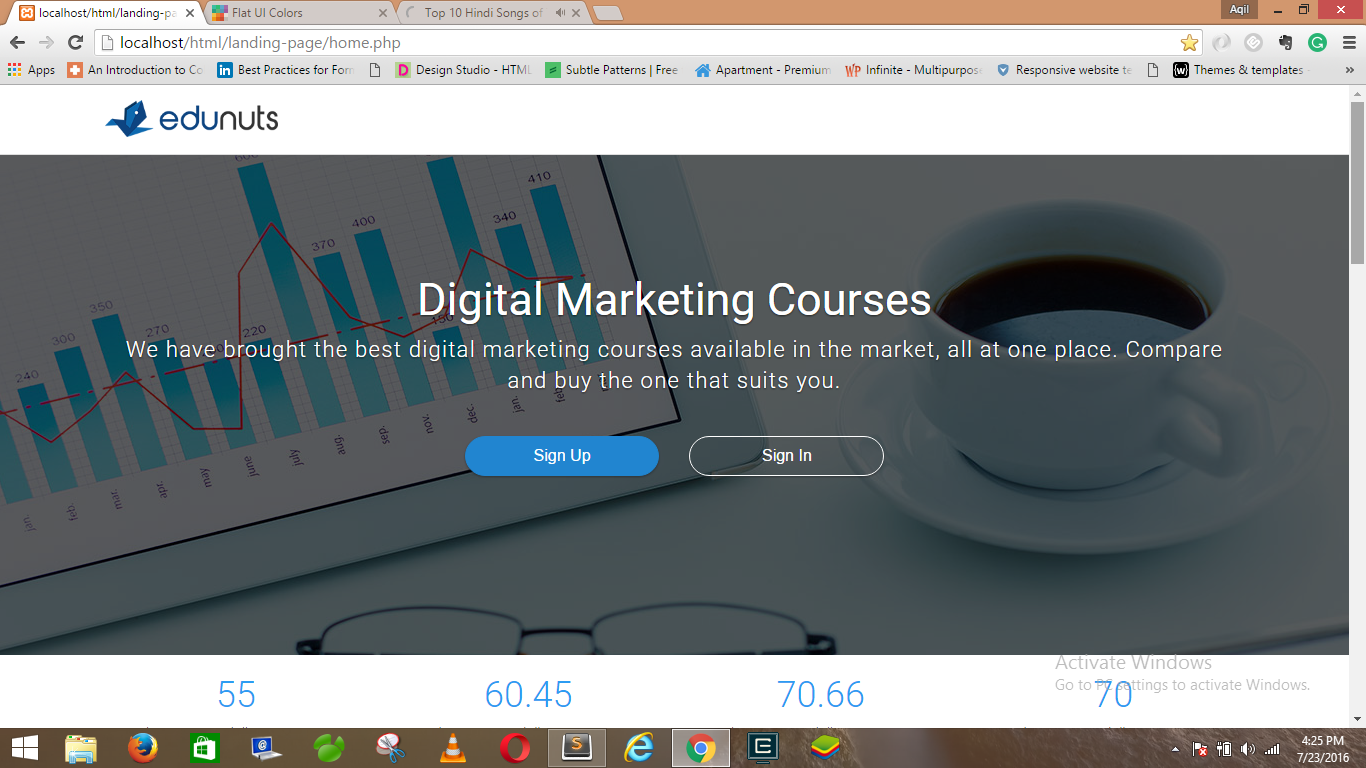 localhost/html/landing-pa
Flat UI Colors
Top 10 Hindi Songs of
Aqil
localhost/html/landing-page/home.php
Apps
An Introduction to Co
Best Practices for For
Design Studio - HTML
Subtle Patterns | Free
Apartment - Premium
Infinite - Multipurpose
Responsive website te
Themes & templates
»
edunuts
410
340
400
370
350
300
270
240
220
jan.
feb.
mar.
apr.
may
june
july
aug.
sep.
nov.
dec.
jan.
feb.
Digital Marketing Courses
We have brought the best digital marketing courses available in the market, all at one place. Compare
and buy the one that suits you.
Sign Up
Sign In
55
60.45
70.66
70
Activate Windows
Go to PC settings to activate Windows.
4:25 PM
7/23/2016